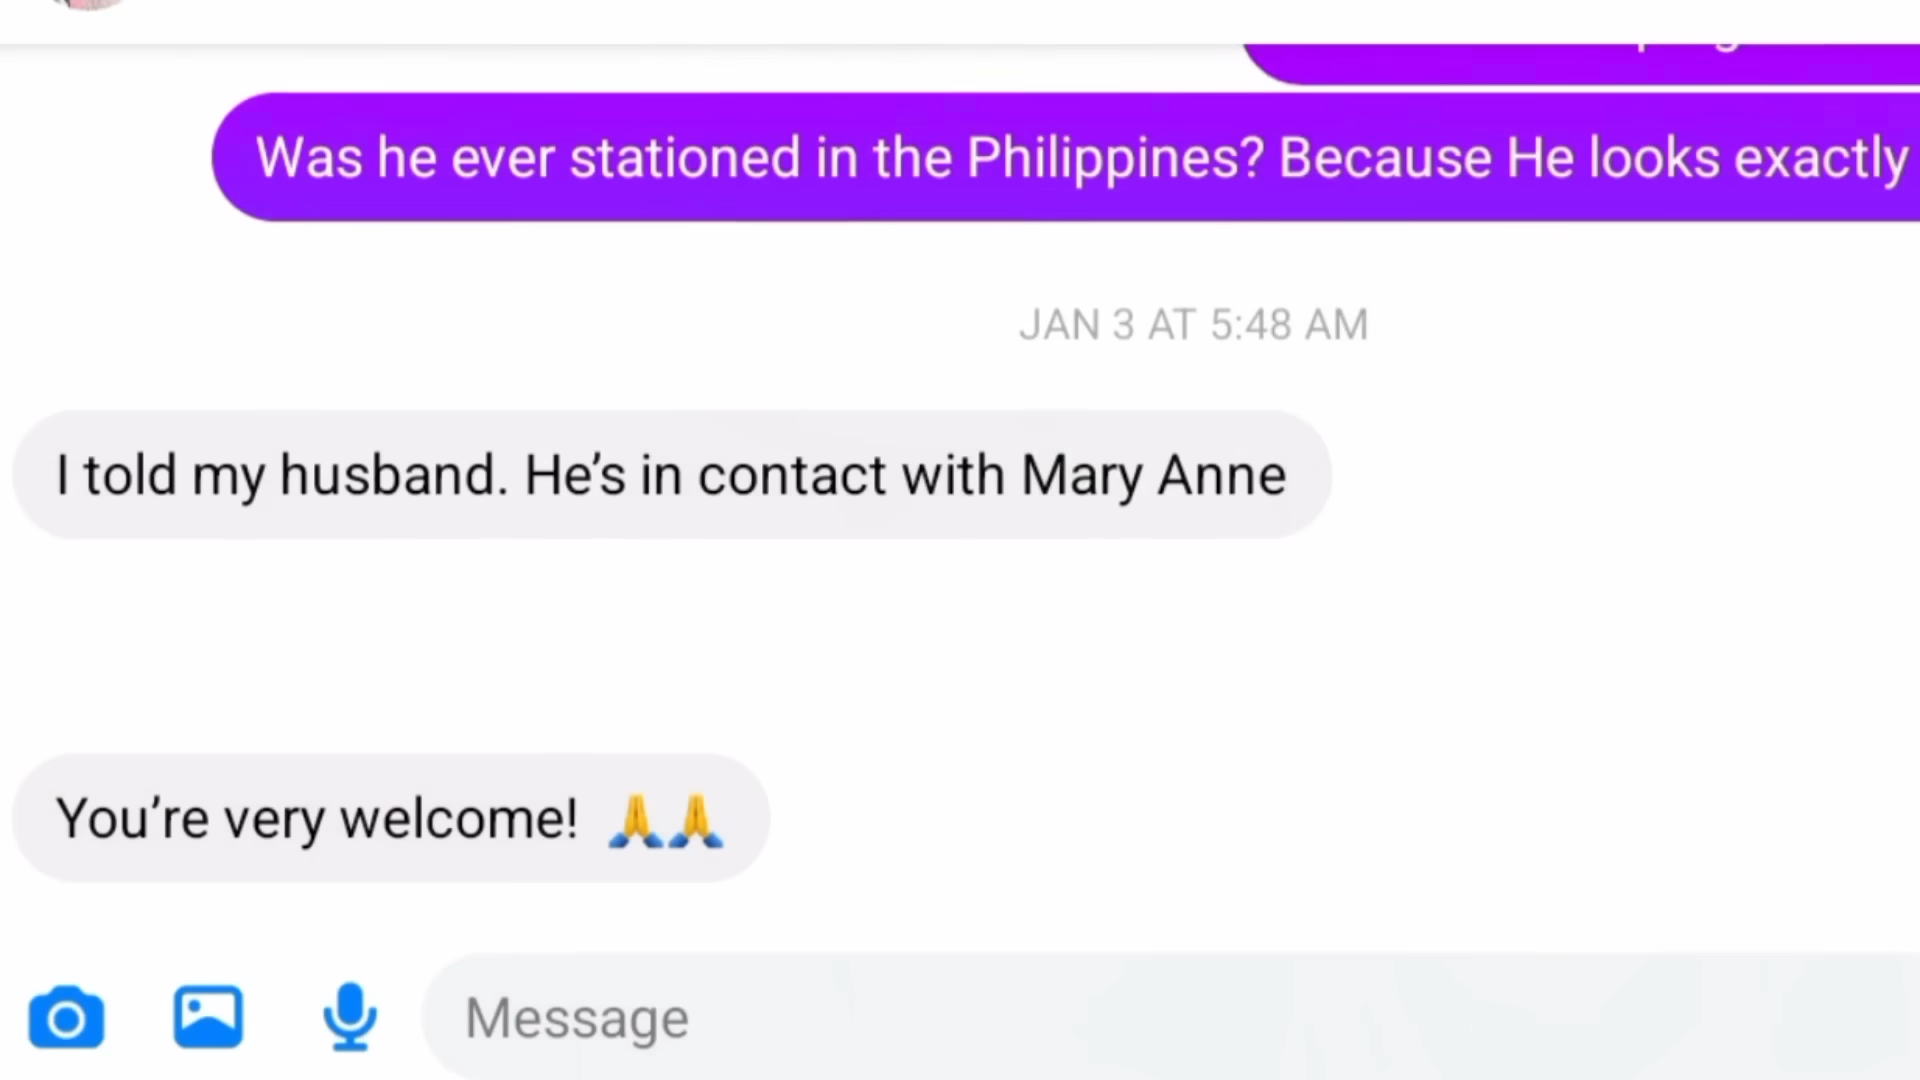 Was he ever stationed in the Philippines? Because He looks exactly
JAN 3 AT 5:48 AM
I told my husband. He's in contact with Mary Anne
You're very welcome! 🙏🙏
Message